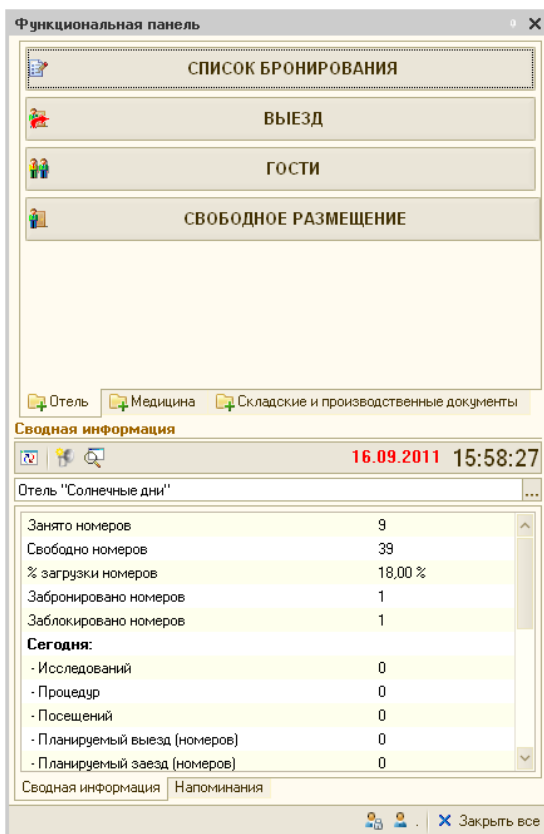 Функциональная панель
СПИСОК БРОНИРОВАНИЯ
ВЫЕЗД
ГОСТИ
СВОБОДНОЕ РАЗМЕЩЕНИЕ
Отель Медицина Складские и производственные документы
Сводная информация
16.09.2011 15:58:27
Отель "Солнечные дни" ...
Занято номеров 9
Свободно номеров 39
% загрузки номеров 18,00 %
Забронировано номеров 1
Заблокировано номеров 1
Сегодня:
- Исследований 0
- Процедур 0
- Посещений 0
- Планируемый выезд (номеров) 0
- Планируемый заезд (номеров) 0
Сводная информация Напоминания
. Закрыть все